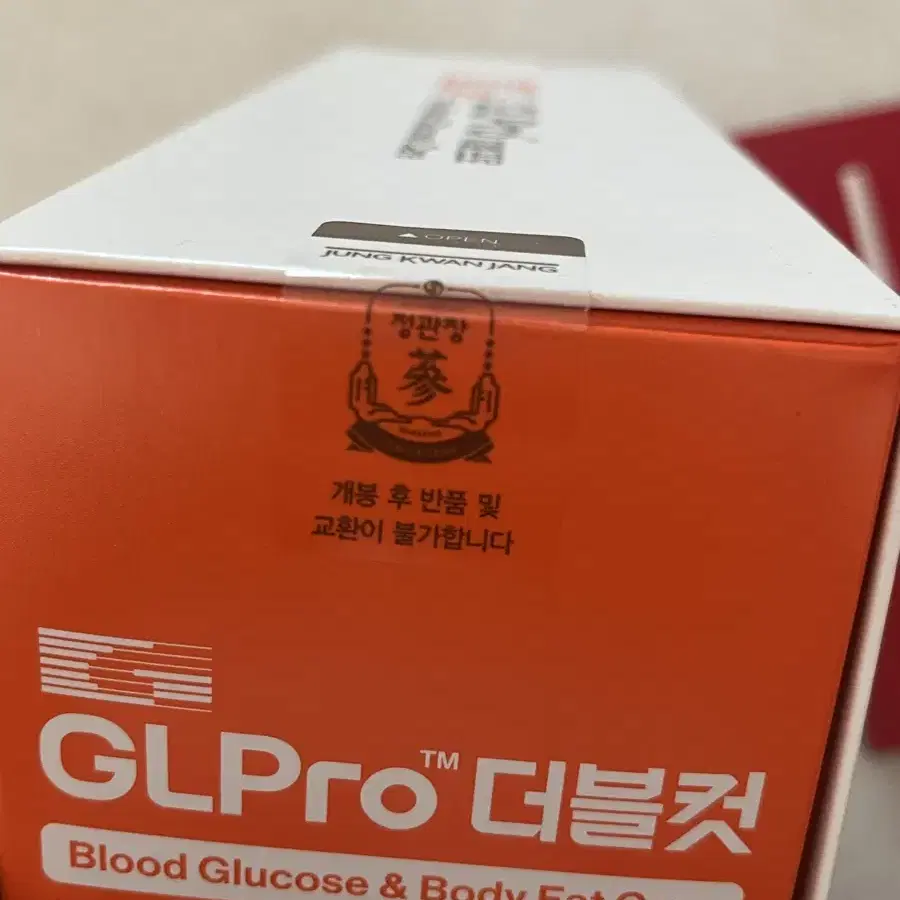 ▲OPEN
JUNG KWAN JANG
정관장
蔘
개봉 후 반품 및
교환이 불가합니다
GLPro™ 더블컷
Blood Glucose & Body Fat